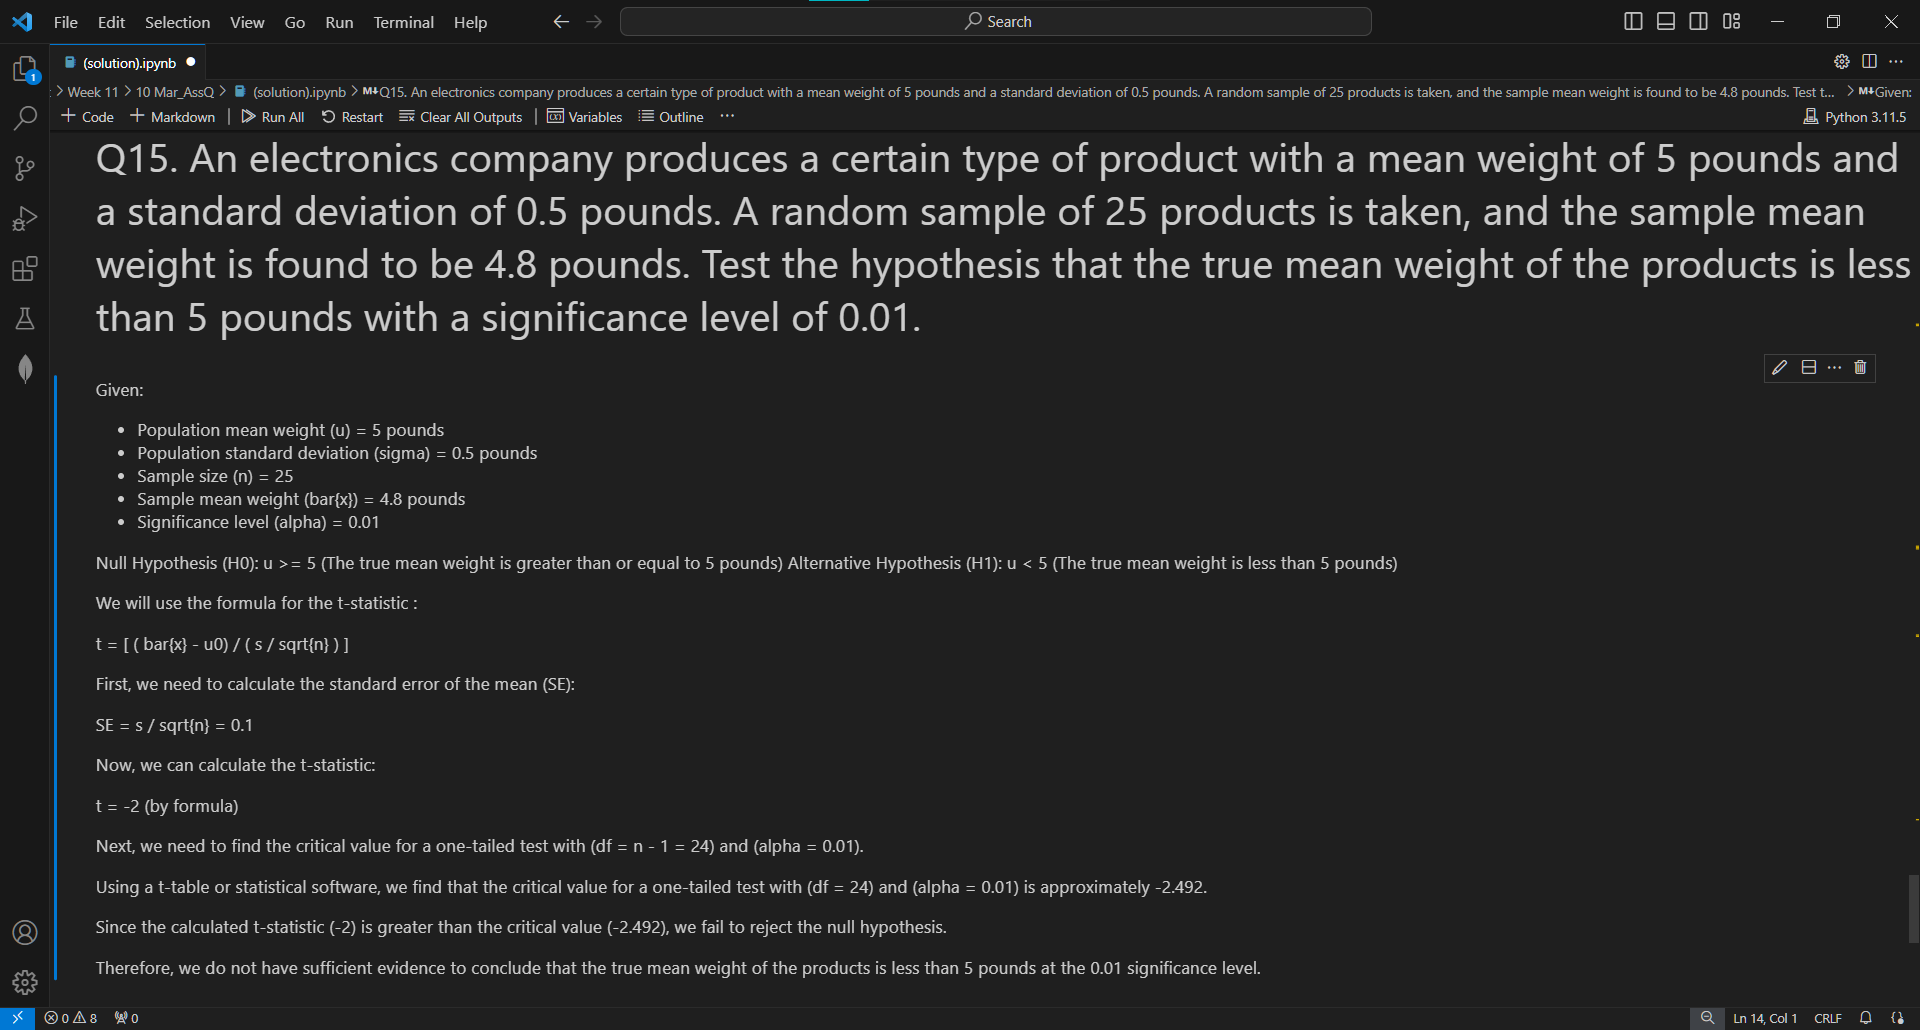 File Edit Selection View Go Run Terminal Help
Search
1
(solution).ipynb
Week 11 > 10 Mar_AssQ > (solution).ipynb > M↓Q15. An electronics company produces a certain type of product with a mean weight of 5 pounds and a standard deviation of 0.5 pounds. A random sample of 25 products is taken, and the sample mean weight is found to be 4.8 pounds. Test t... > M↓Given:
+ Code + Markdown | Run All Restart Clear All Outputs | Variables Outline ...
Python 3.11.5
Q15. An electronics company produces a certain type of product with a mean weight of 5 pounds and
a standard deviation of 0.5 pounds. A random sample of 25 products is taken, and the sample mean
weight is found to be 4.8 pounds. Test the hypothesis that the true mean weight of the products is less
than 5 pounds with a significance level of 0.01.
Given:
• Population mean weight (u) = 5 pounds
• Population standard deviation (sigma) = 0.5 pounds
• Sample size (n) = 25
• Sample mean weight (bar{x}) = 4.8 pounds
• Significance level (alpha) = 0.01
Null Hypothesis (H0): u >= 5 (The true mean weight is greater than or equal to 5 pounds) Alternative Hypothesis (H1): u < 5 (The true mean weight is less than 5 pounds)
We will use the formula for the t-statistic :
t = [ ( bar{x} - u0) / ( s / sqrt{n} ) ]
First, we need to calculate the standard error of the mean (SE):
SE = s / sqrt{n} = 0.1
Now, we can calculate the t-statistic:
t = -2 (by formula)
Next, we need to find the critical value for a one-tailed test with (df = n - 1 = 24) and (alpha = 0.01).
Using a t-table or statistical software, we find that the critical value for a one-tailed test with (df = 24) and (alpha = 0.01) is approximately -2.492.
Since the calculated t-statistic (-2) is greater than the critical value (-2.492), we fail to reject the null hypothesis.
Therefore, we do not have sufficient evidence to conclude that the true mean weight of the products is less than 5 pounds at the 0.01 significance level.
0 8 0
Ln 14, Col 1 CRLF